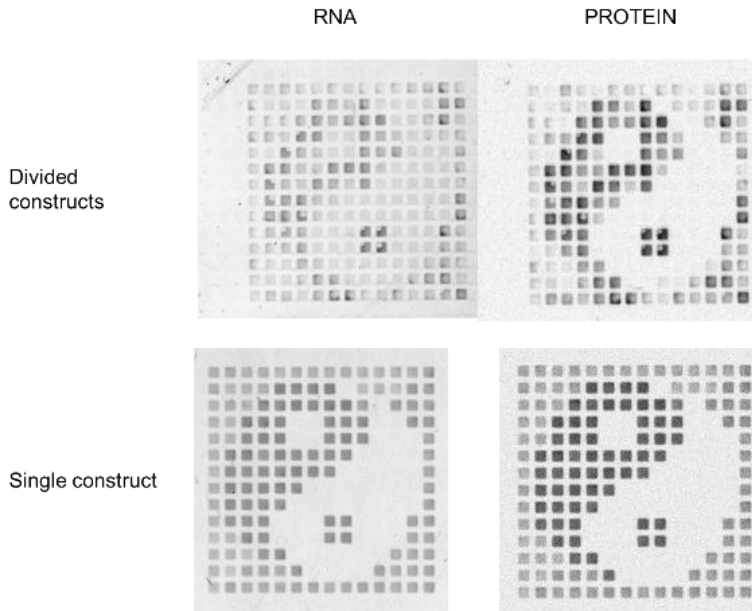 RNA
PROTEIN
Divided
constructs
Single construct